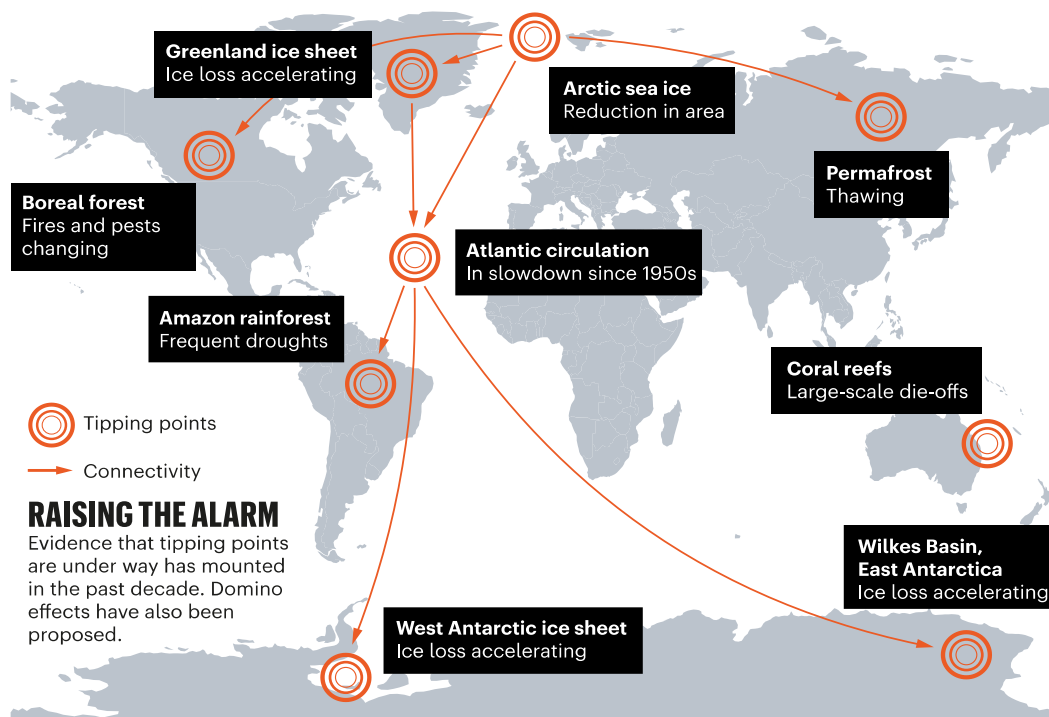 Greenland ice sheet
Ice loss accelerating
Arctic sea ice
Reduction in area
Permafrost
Thawing
Boreal forest
Fires and pests
changing
Atlantic circulation
In slowdown since 1950s
Amazon rainforest
Frequent droughts
Coral reefs
Large-scale die-offs
Tipping points
Connectivity
RAISING THE ALARM
Evidence that tipping points
are under way has mounted
in the past decade. Domino
effects have also been
proposed.
Wilkes Basin,
East Antarctica
Ice loss accelerating
West Antarctic ice sheet
Ice loss accelerating